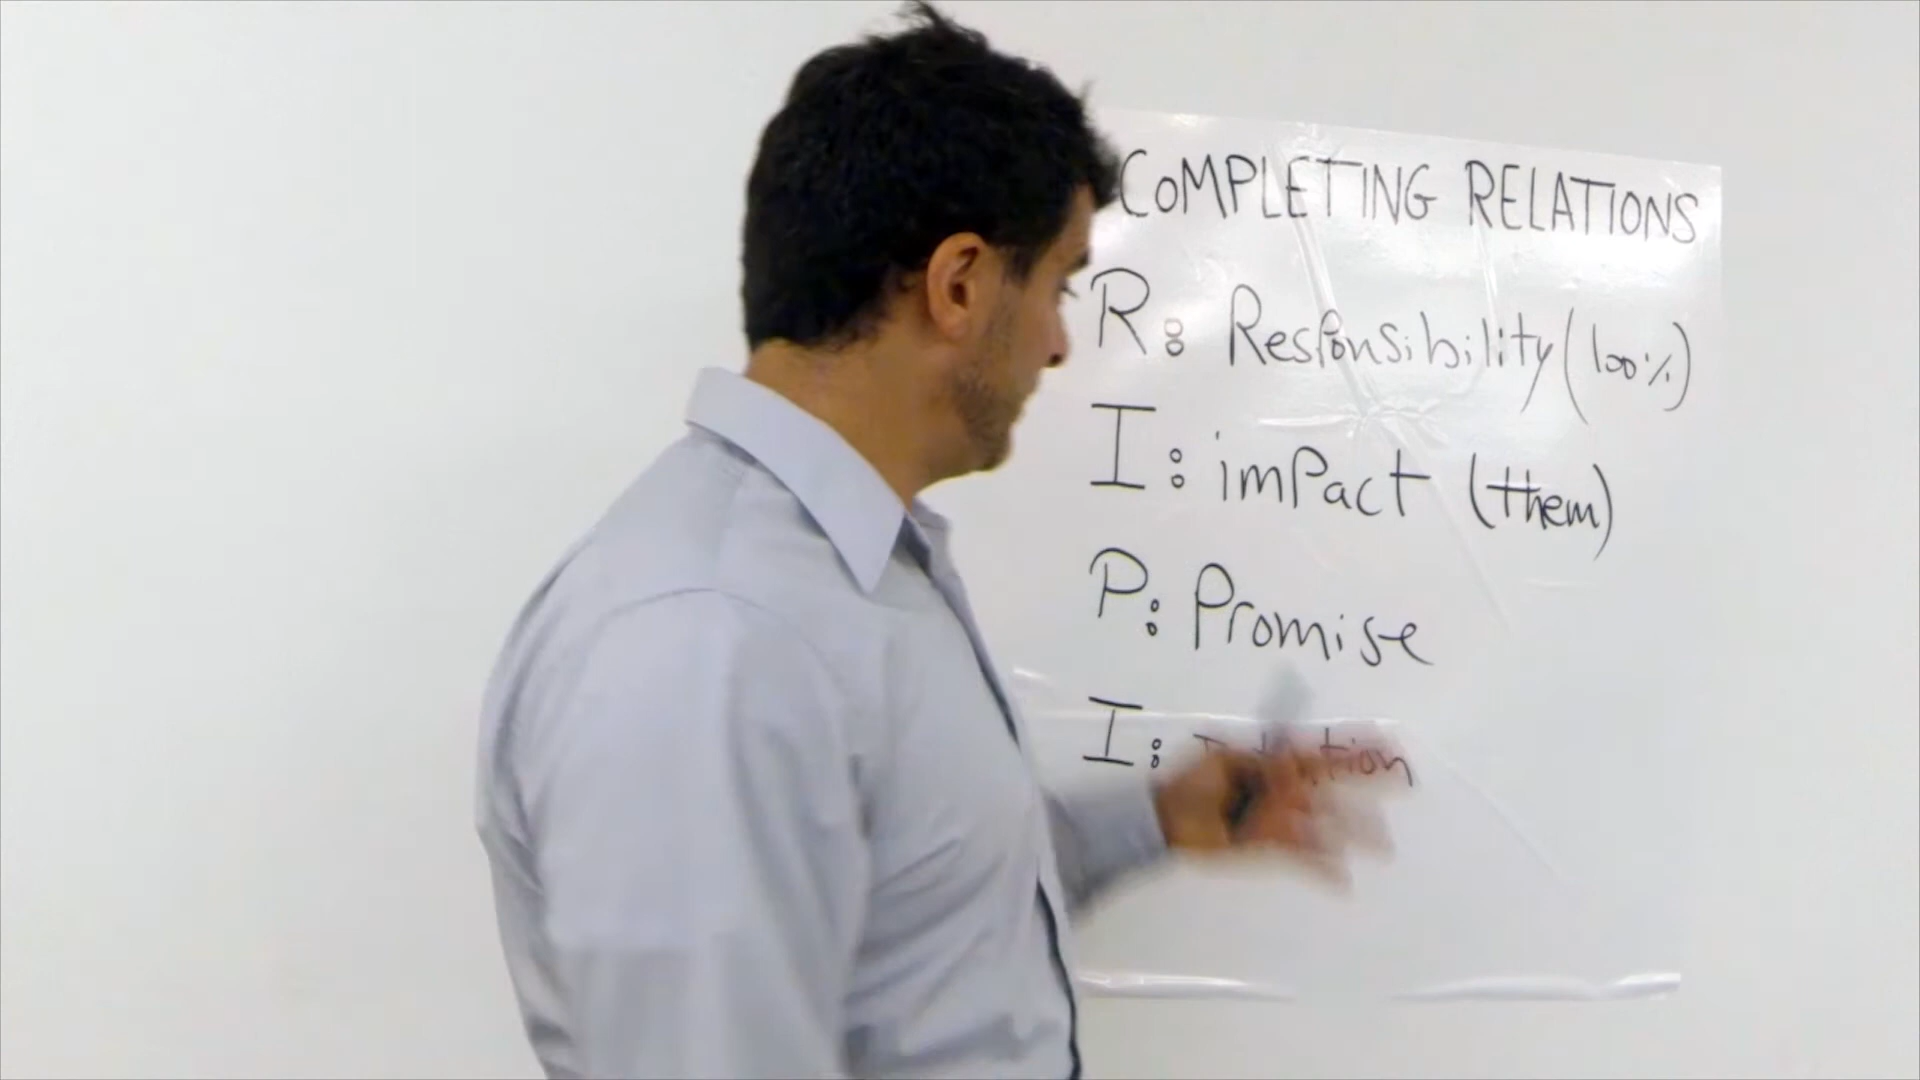 COMPLETING RELATIONS
R: Responsibility (100%)
I: impact (them)
P: Promise
I: